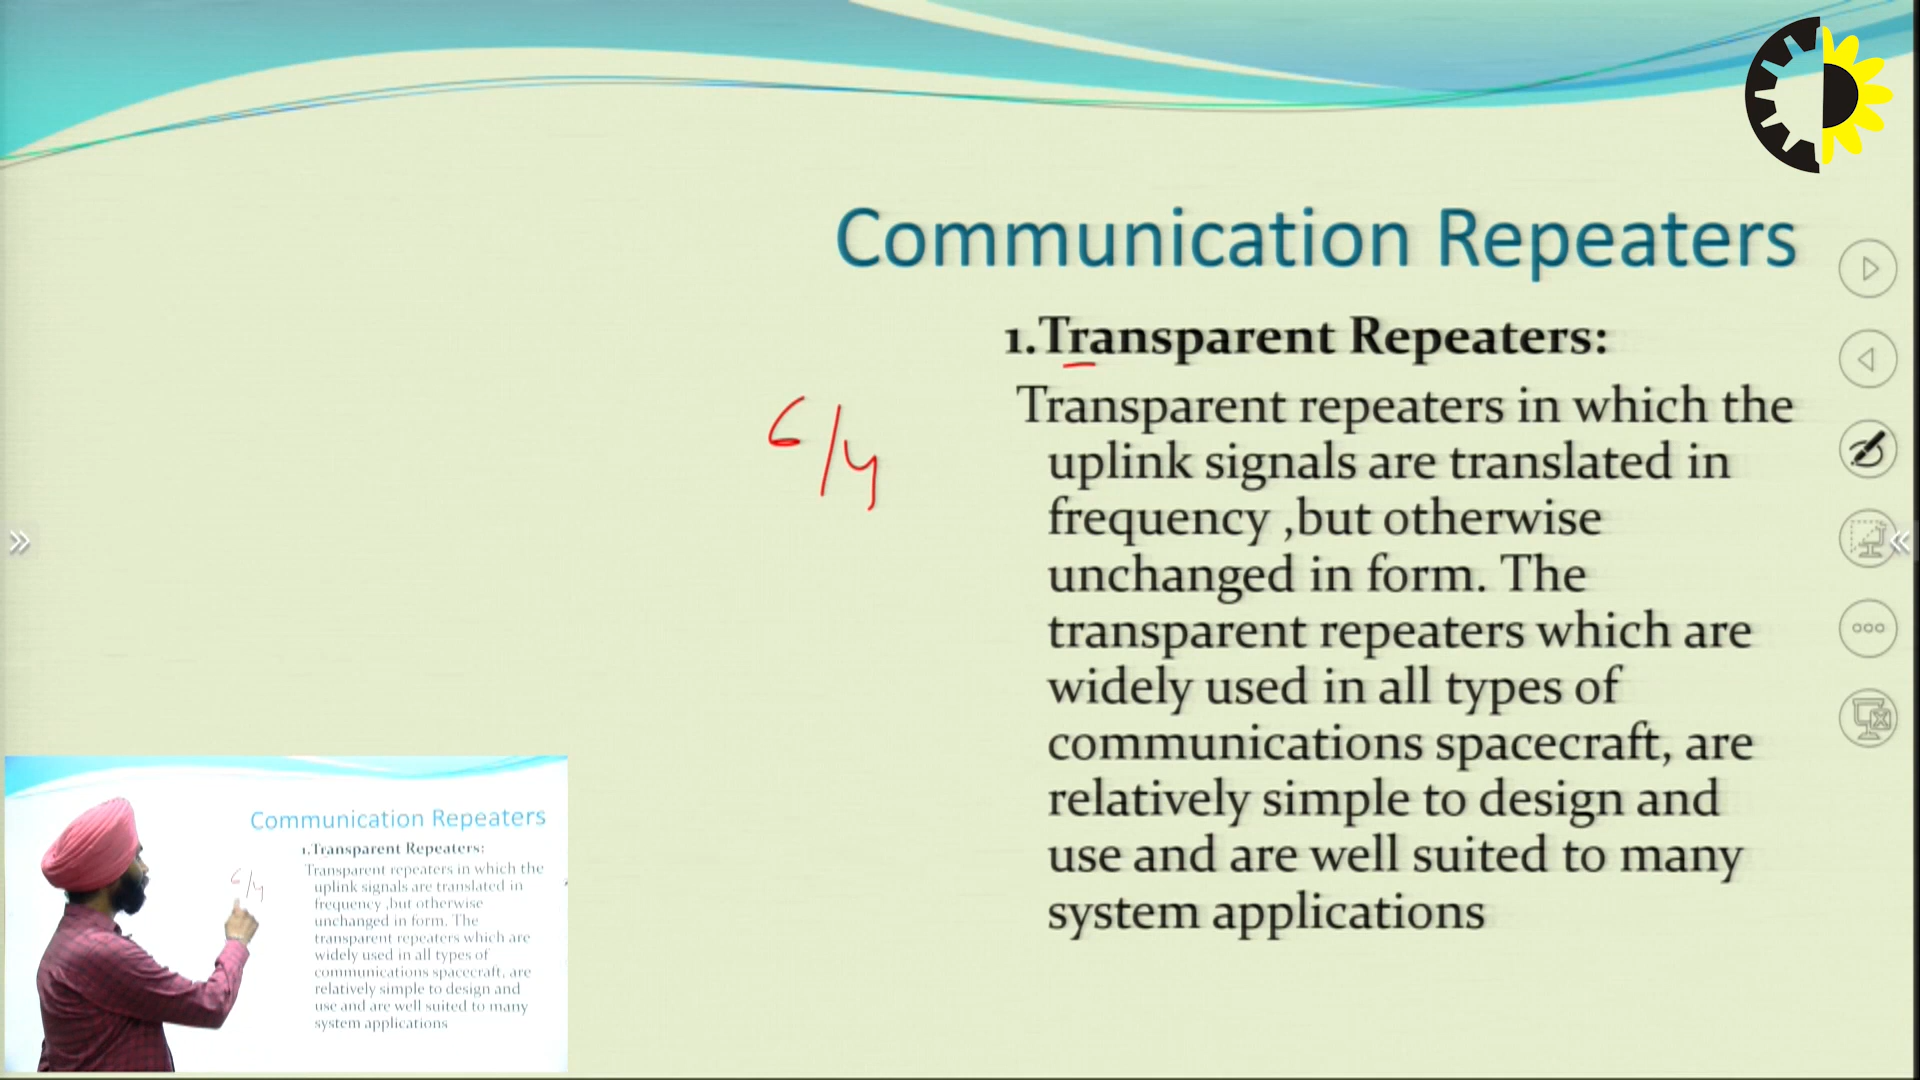 Communication Repeaters
1.Transparent Repeaters:
Transparent repeaters in which the
uplink signals are translated in
frequency ,but otherwise
unchanged in form. The
transparent repeaters which are
widely used in all types of
communications spacecraft, are
relatively simple to design and
use and are well suited to many
system applications
6/4
Communication Repeaters
1.Transparent Repeaters:
Transparent repeaters in which the
uplink signals are translated in
frequency ,but otherwise
unchanged in form. The
transparent repeaters which are
widely used in all types of
communications spacecraft, are
relatively simple to design and
use and are well suited to many
system applications
6/4